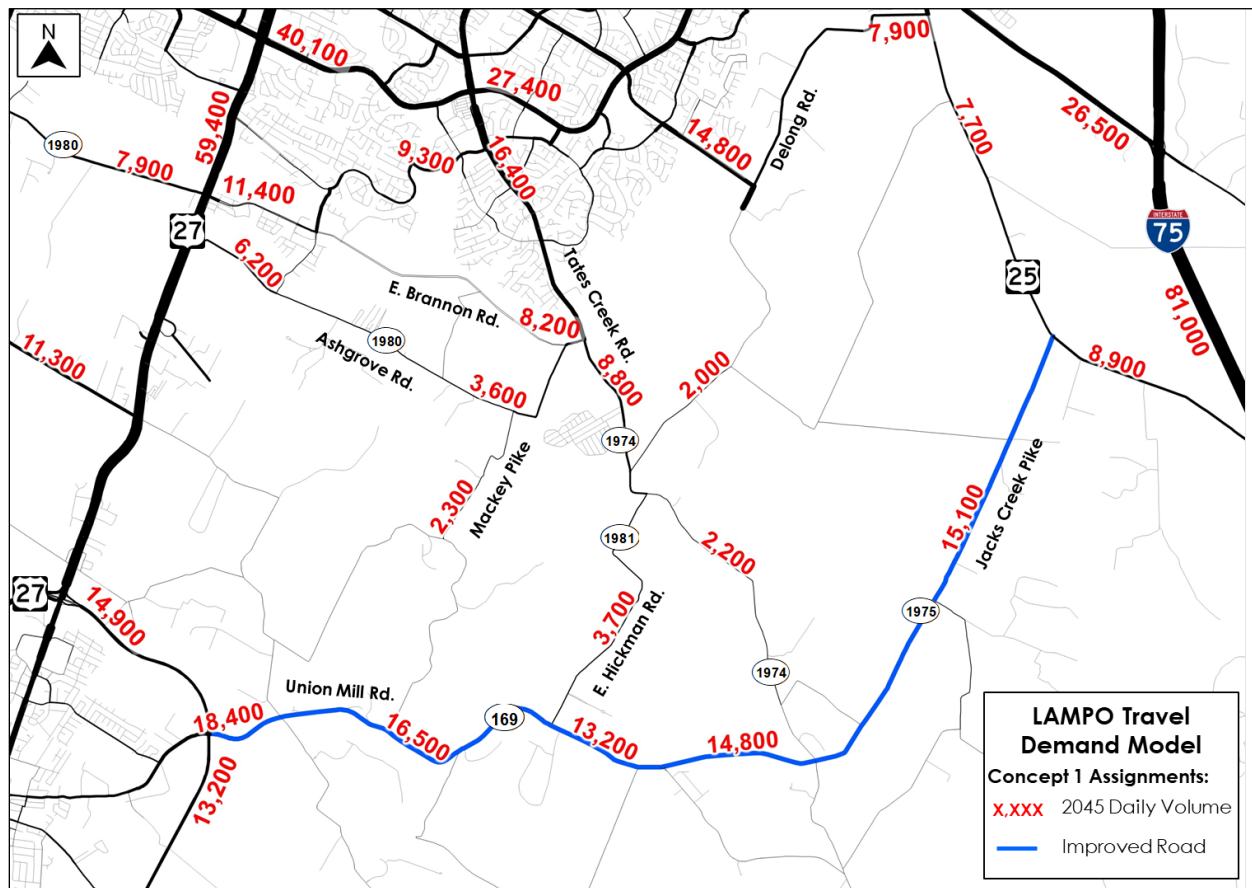 N
40,100
27,400
7,900
59,400
1980
7,900
11,400
9,300
16,400
14,800
Delong Rd.
7,700
26,500
27
6,200
E. Brannon Rd.
8,200
Tates Creek Rd.
INTERSTATE
75
25
81,000
11,300
1980
Ashgrove Rd.
3,600
8,800
2,000
8,900
1974
Mackey Pike
2,300
1981
2,200
15,100
Jacks Creek Pike
27
14,900
3,700
E. Hickman Rd.
1975
1974
Union Mill Rd.
18,400
16,500
169
13,200
14,800
13,200
LAMPO Travel
Demand Model
Concept 1 Assignments:
X,XXX 2045 Daily Volume
Improved Road